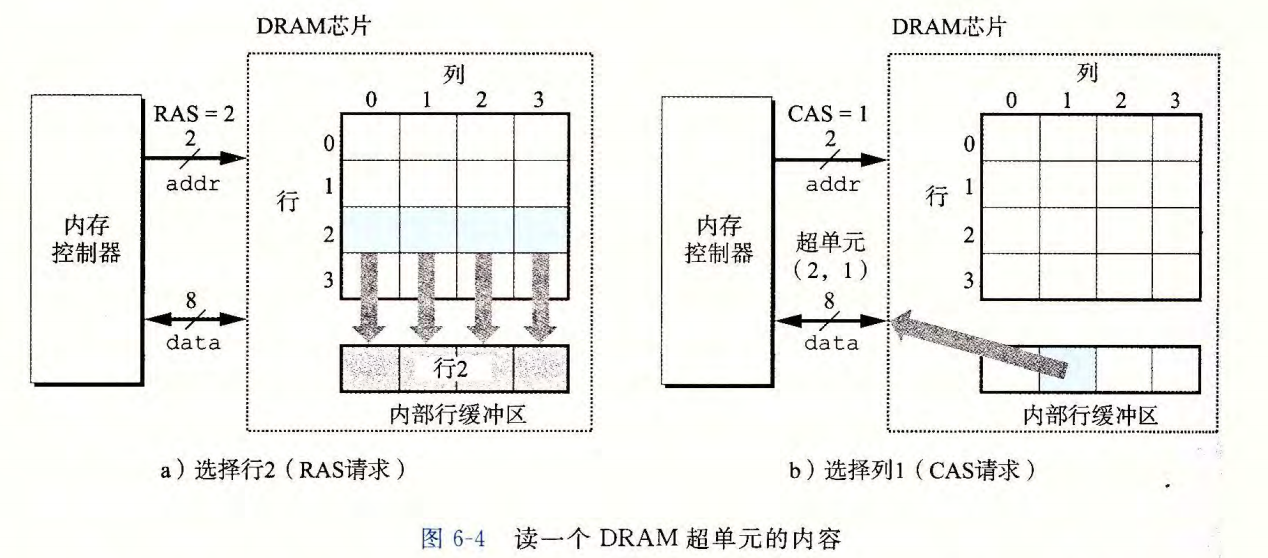 DRAM芯片
列
0 1 2 3
RAS = 2
2
addr
0
1
行
2
3
内存
控制器
8
data
行2
内部行缓冲区
a）选择行2（RAS请求）
DRAM芯片
列
0 1 2 3
CAS = 1
2
addr
0
1
行
2
3
内存
控制器
超单元
（2，1）
8
data
内部行缓冲区
b）选择列1（CAS请求）
图 6-4 读一个 DRAM 超单元的内容